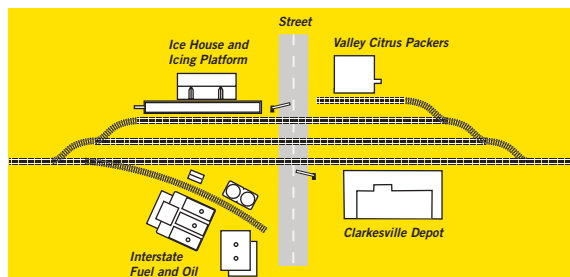 Street
Ice House and
Icing Platform
Valley Citrus Packers
Clarkesville Depot
Interstate
Fuel and Oil